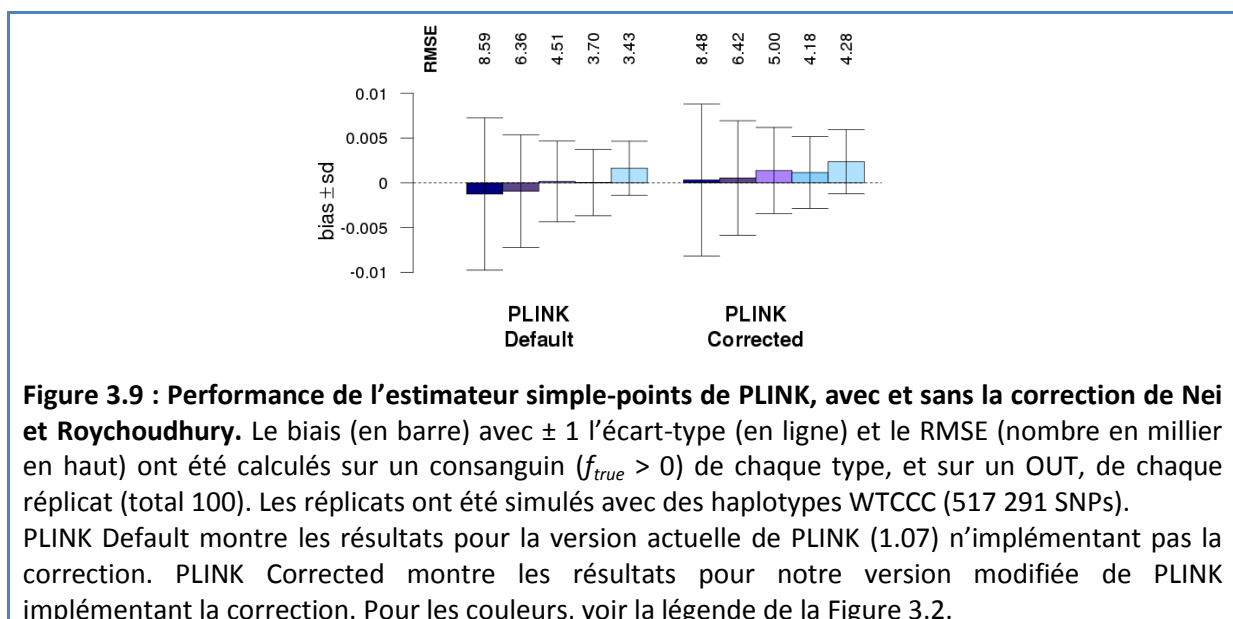 RMSE
8.59
6.36
4.51
3.70
3.43
8.48
6.42
5.00
4.18
4.28
bias ± sd
0.01
0.005
0
-0.005
-0.01
PLINK
Default
PLINK
Corrected
Figure 3.9 : Performance de l’estimateur simple-points de PLINK, avec et sans la correction de Nei
et Roychoudhury. Le biais (en barre) avec ± 1 l’écart-type (en ligne) et le RMSE (nombre en millier
en haut) ont été calculés sur un consanguin (ftrue > 0) de chaque type, et sur un OUT, de chaque
réplicat (total 100). Les réplicats ont été simulés avec des haplotypes WTCCC (517 291 SNPs).
PLINK Default montre les résultats pour la version actuelle de PLINK (1.07) n’implémentant pas la
correction. PLINK Corrected montre les résultats pour notre version modifiée de PLINK
implémentant la correction. Pour les couleurs, voir la légende de la Figure 3.2.